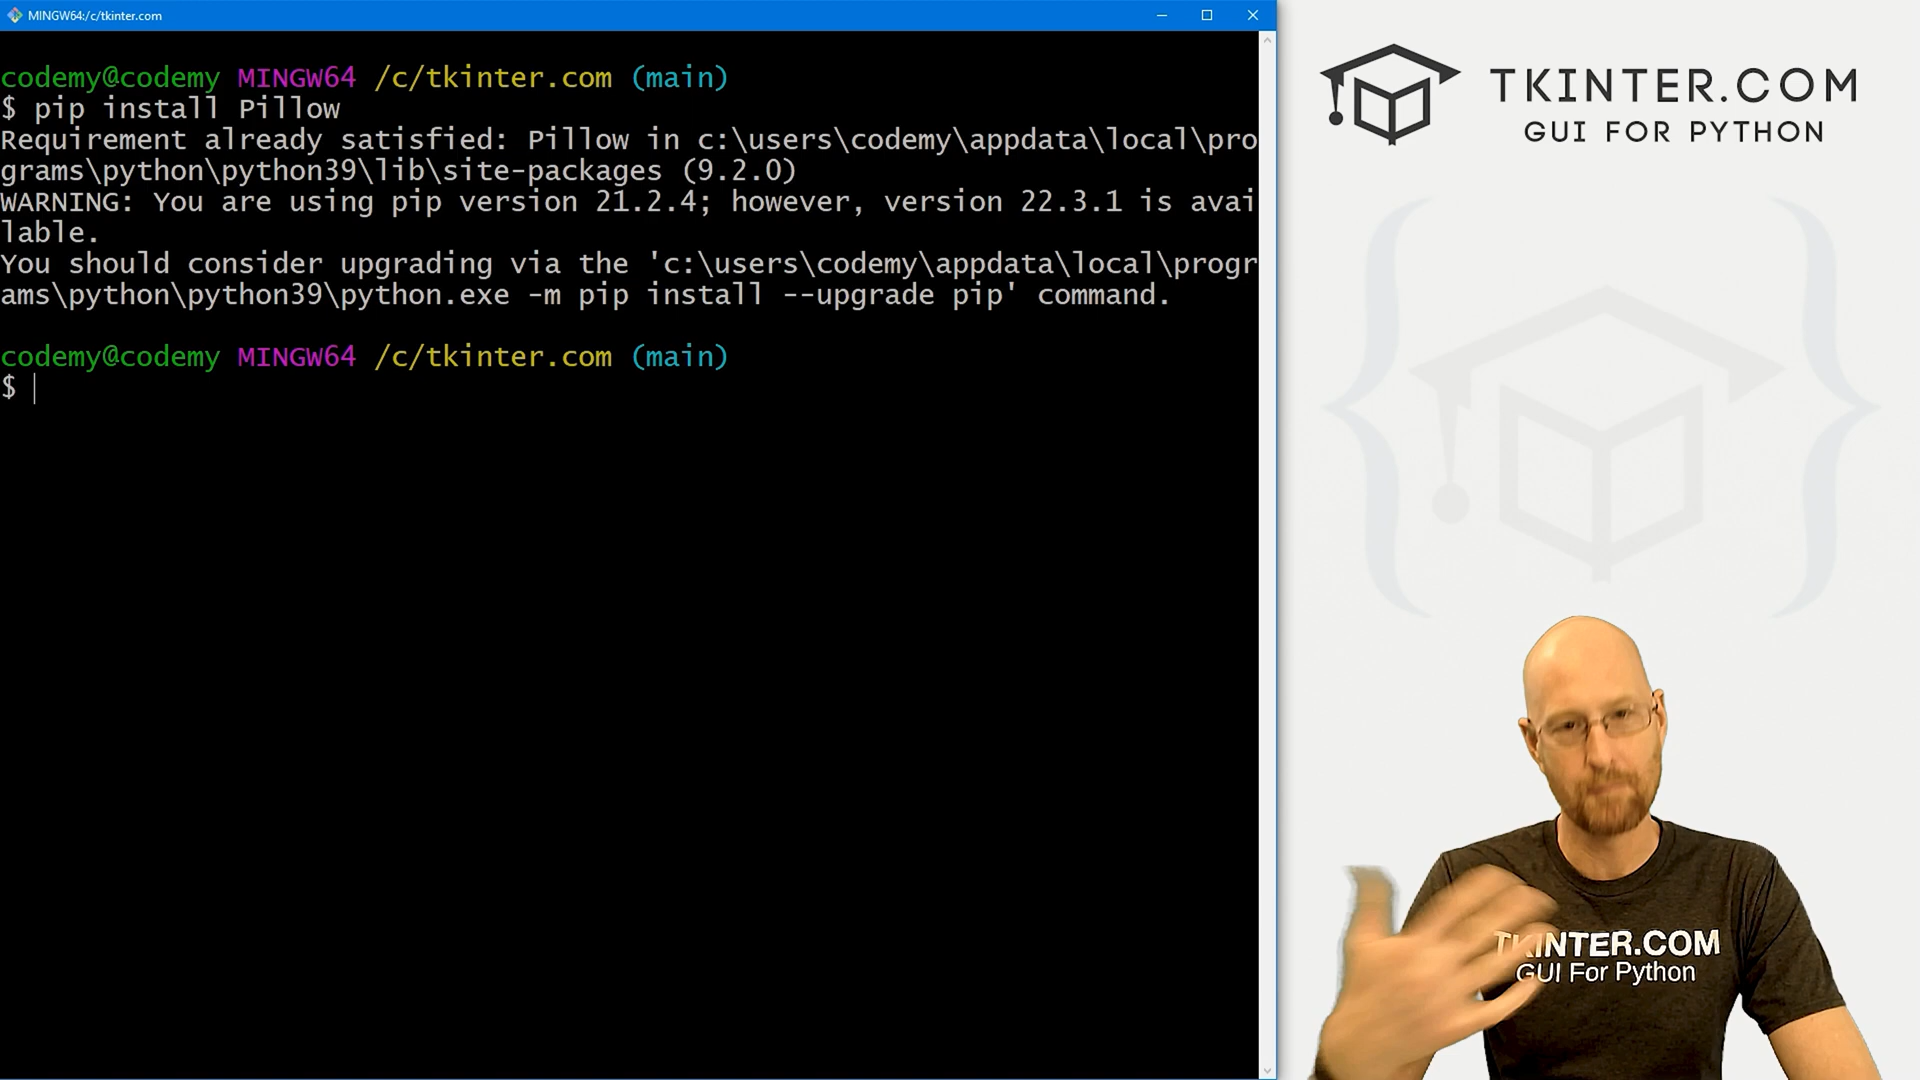 MINGW64:/c/tkinter.com
codemy@codemy MINGW64 /c/tkinter.com (main)
$ pip install Pillow
Requirement already satisfied: Pillow in c:\users\codemy\appdata\local\pro
grams\python\python39\lib\site-packages (9.2.0)
WARNING: You are using pip version 21.2.4; however, version 22.3.1 is avai
lable.
You should consider upgrading via the 'c:\users\codemy\appdata\local\progr
ams\python\python39\python.exe -m pip install --upgrade pip' command.
codemy@codemy MINGW64 /c/tkinter.com (main)
$
TKINTER.COM
GUI FOR PYTHON
TKINTER.COM
GUI For Python